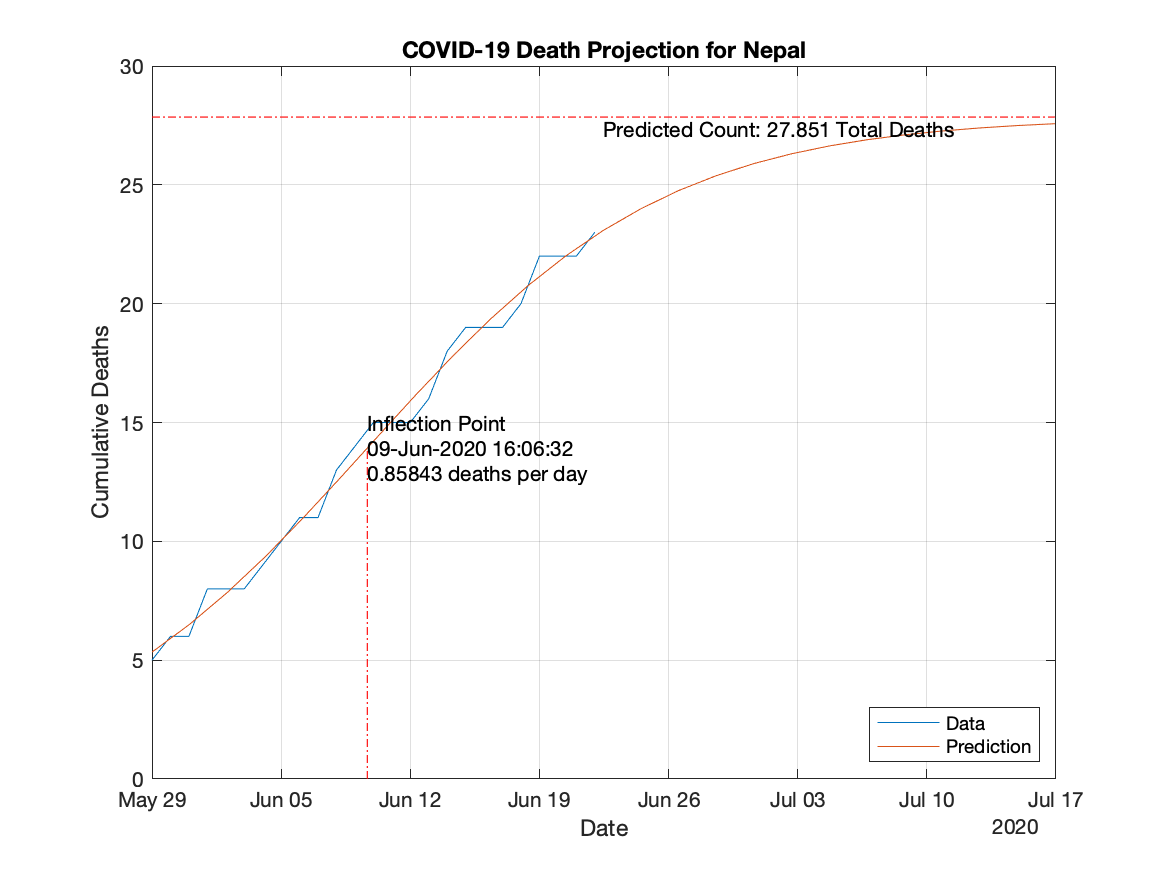 COVID-19 Death Projection for Nepal
30
25
20
15
10
5
0
Cumulative Deaths
Predicted Count: 27.851 Total Deaths
Inflection Point
09-Jun-2020 16:06:32
0.85843 deaths per day
Data
Prediction
May 29 Jun 05 Jun 12 Jun 19 Jun 26 Jul 03 Jul 10 Jul 17
2020
Date